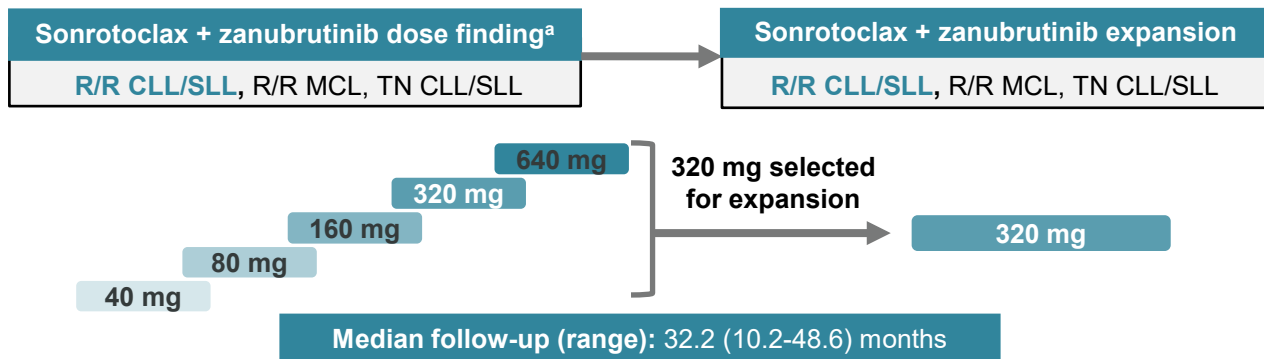 Sonrotoclax + zanubrutinib dose findingᵃ
R/R CLL/SLL, R/R MCL, TN CLL/SLL
Sonrotoclax + zanubrutinib expansion
R/R CLL/SLL, R/R MCL, TN CLL/SLL
640 mg
320 mg
160 mg
80 mg
40 mg
320 mg selected
for expansion
320 mg
Median follow-up (range): 32.2 (10.2-48.6) months